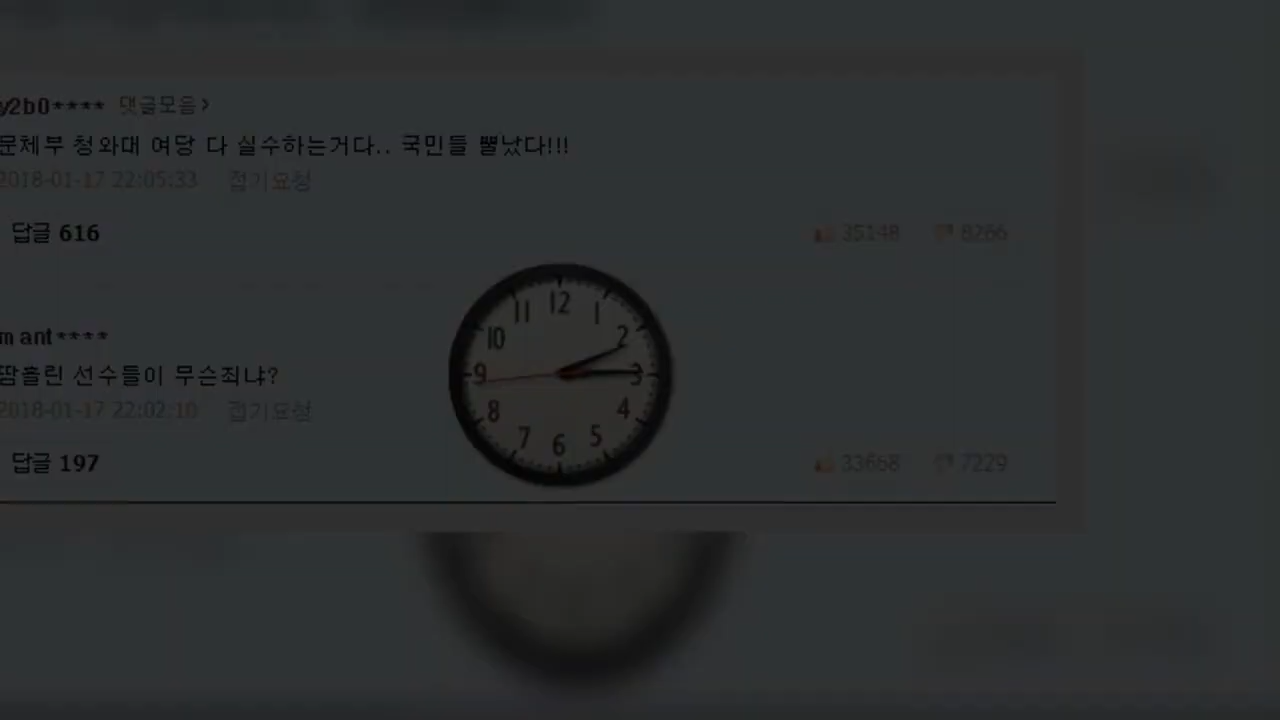 y2b0**** 댓글모음>
문체부 청와대 여당 다 실수하는거다.. 국민들 뿔났다!!!
2018-01-17 22:05:33 접기요청
답글 616
35148 8266
12
11 1
10 2
9 3
8 4
7 5
6
mant****
땀흘린 선수들이 무슨죄냐?
2018-01-17 22:02:10 접기요청
답글 197
33668 7229